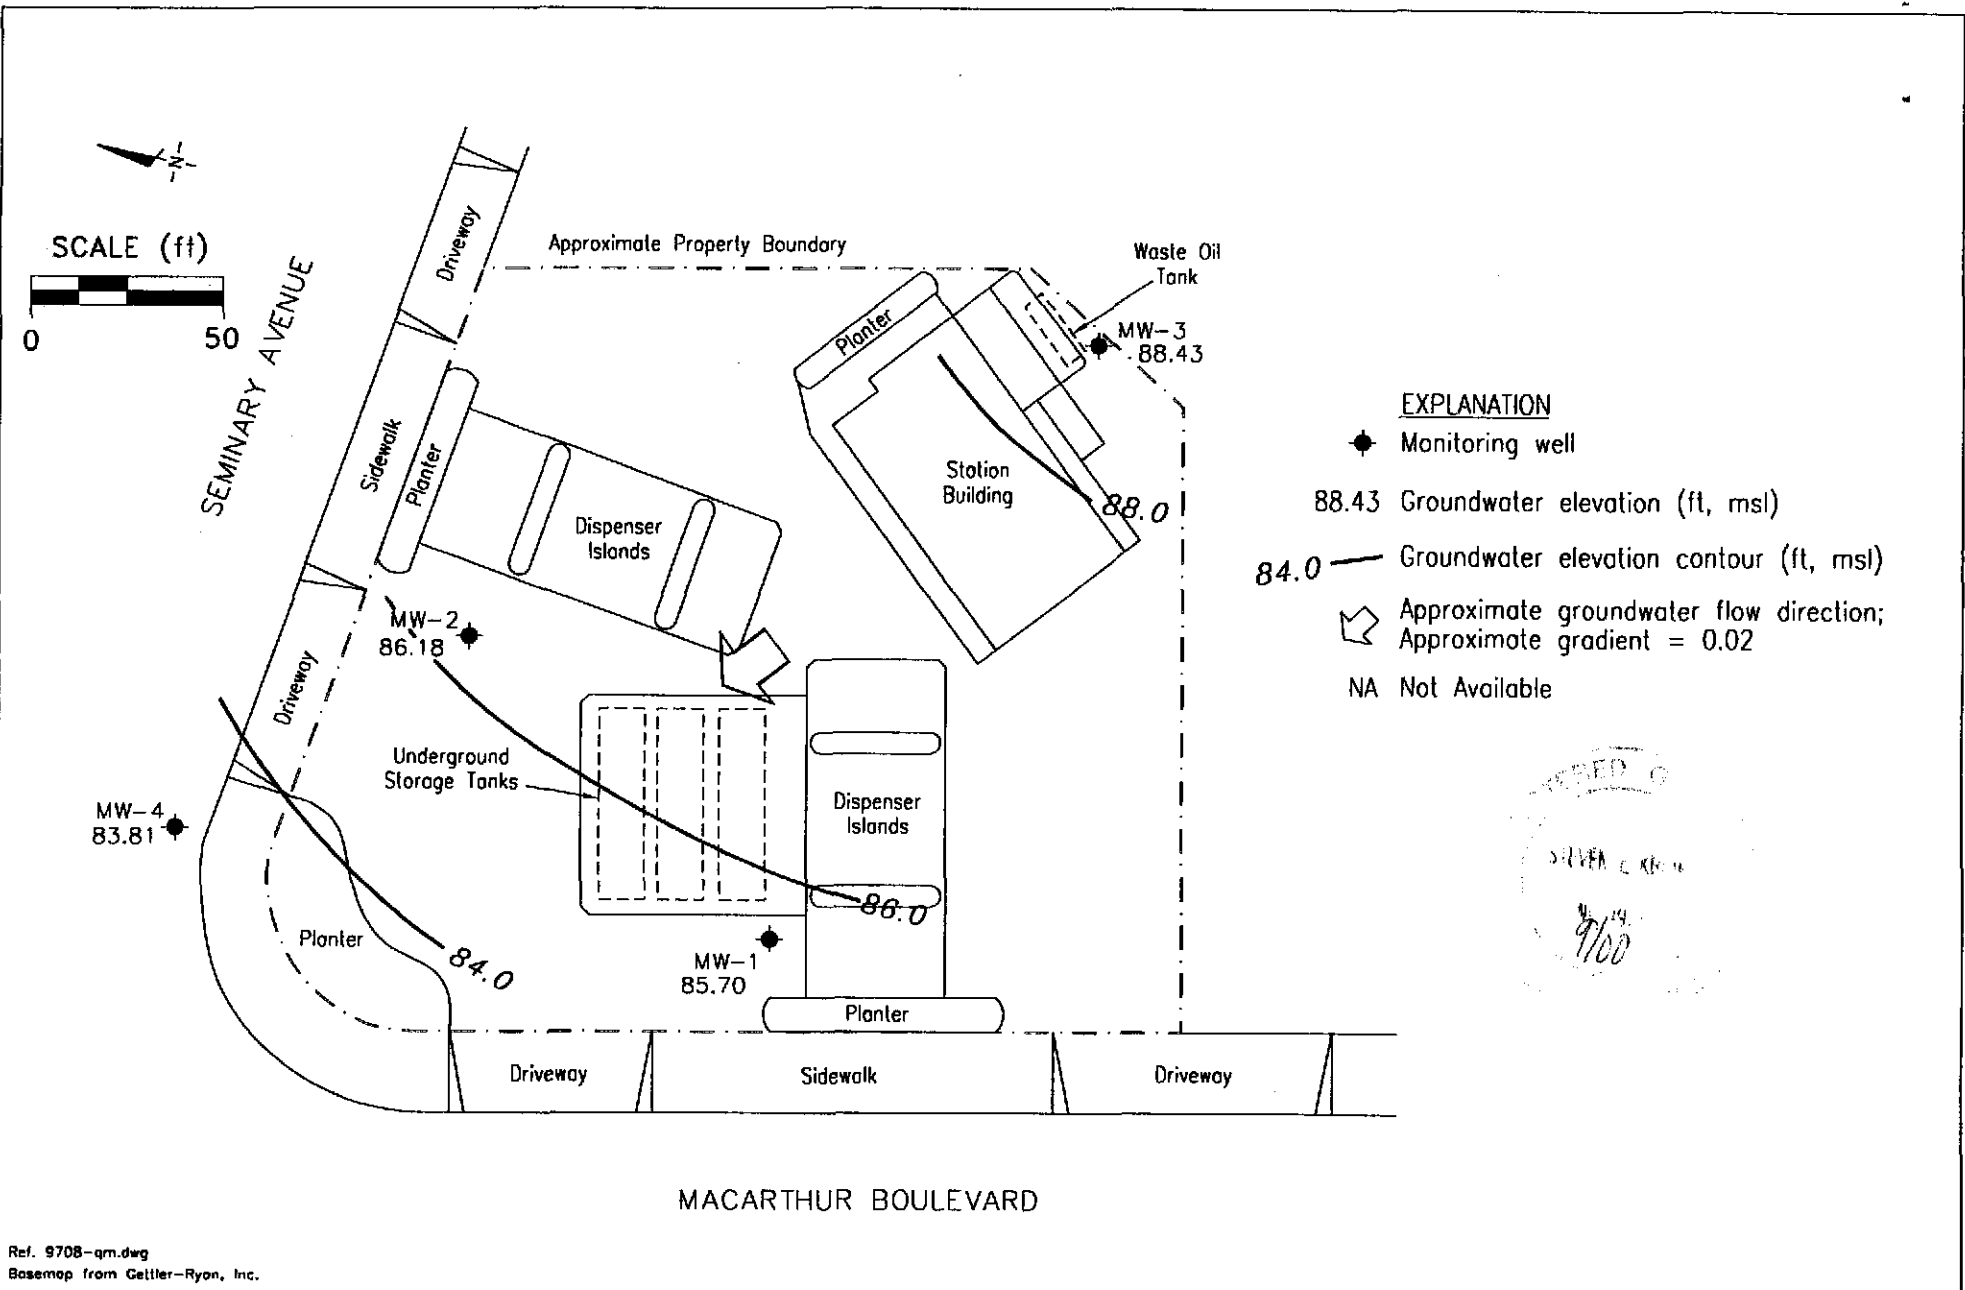 N
SCALE (ft)
0 50
SEMINARY AVENUE
Driveway
Sidewalk
Planter
Driveway
Approximate Property Boundary
Waste Oil
Tank
MW-3
88.43
Planter
Station
Building
88.0
Dispenser
Islands
MW-2
86.18
Underground
Storage Tanks
Dispenser
Islands
86.0
MW-4
83.81
Planter
84.0
MW-1
85.70
Planter
Driveway
Sidewalk
Driveway
MACARTHUR BOULEVARD
EXPLANATION
Monitoring well
88.43 Groundwater elevation (ft, msl)
84.0 Groundwater elevation contour (ft, msl)
Approximate groundwater flow direction;
Approximate gradient = 0.02
NA Not Available
9/00
Ref. 9708-qm.dwg
Basemap from Gettler-Ryan, Inc.